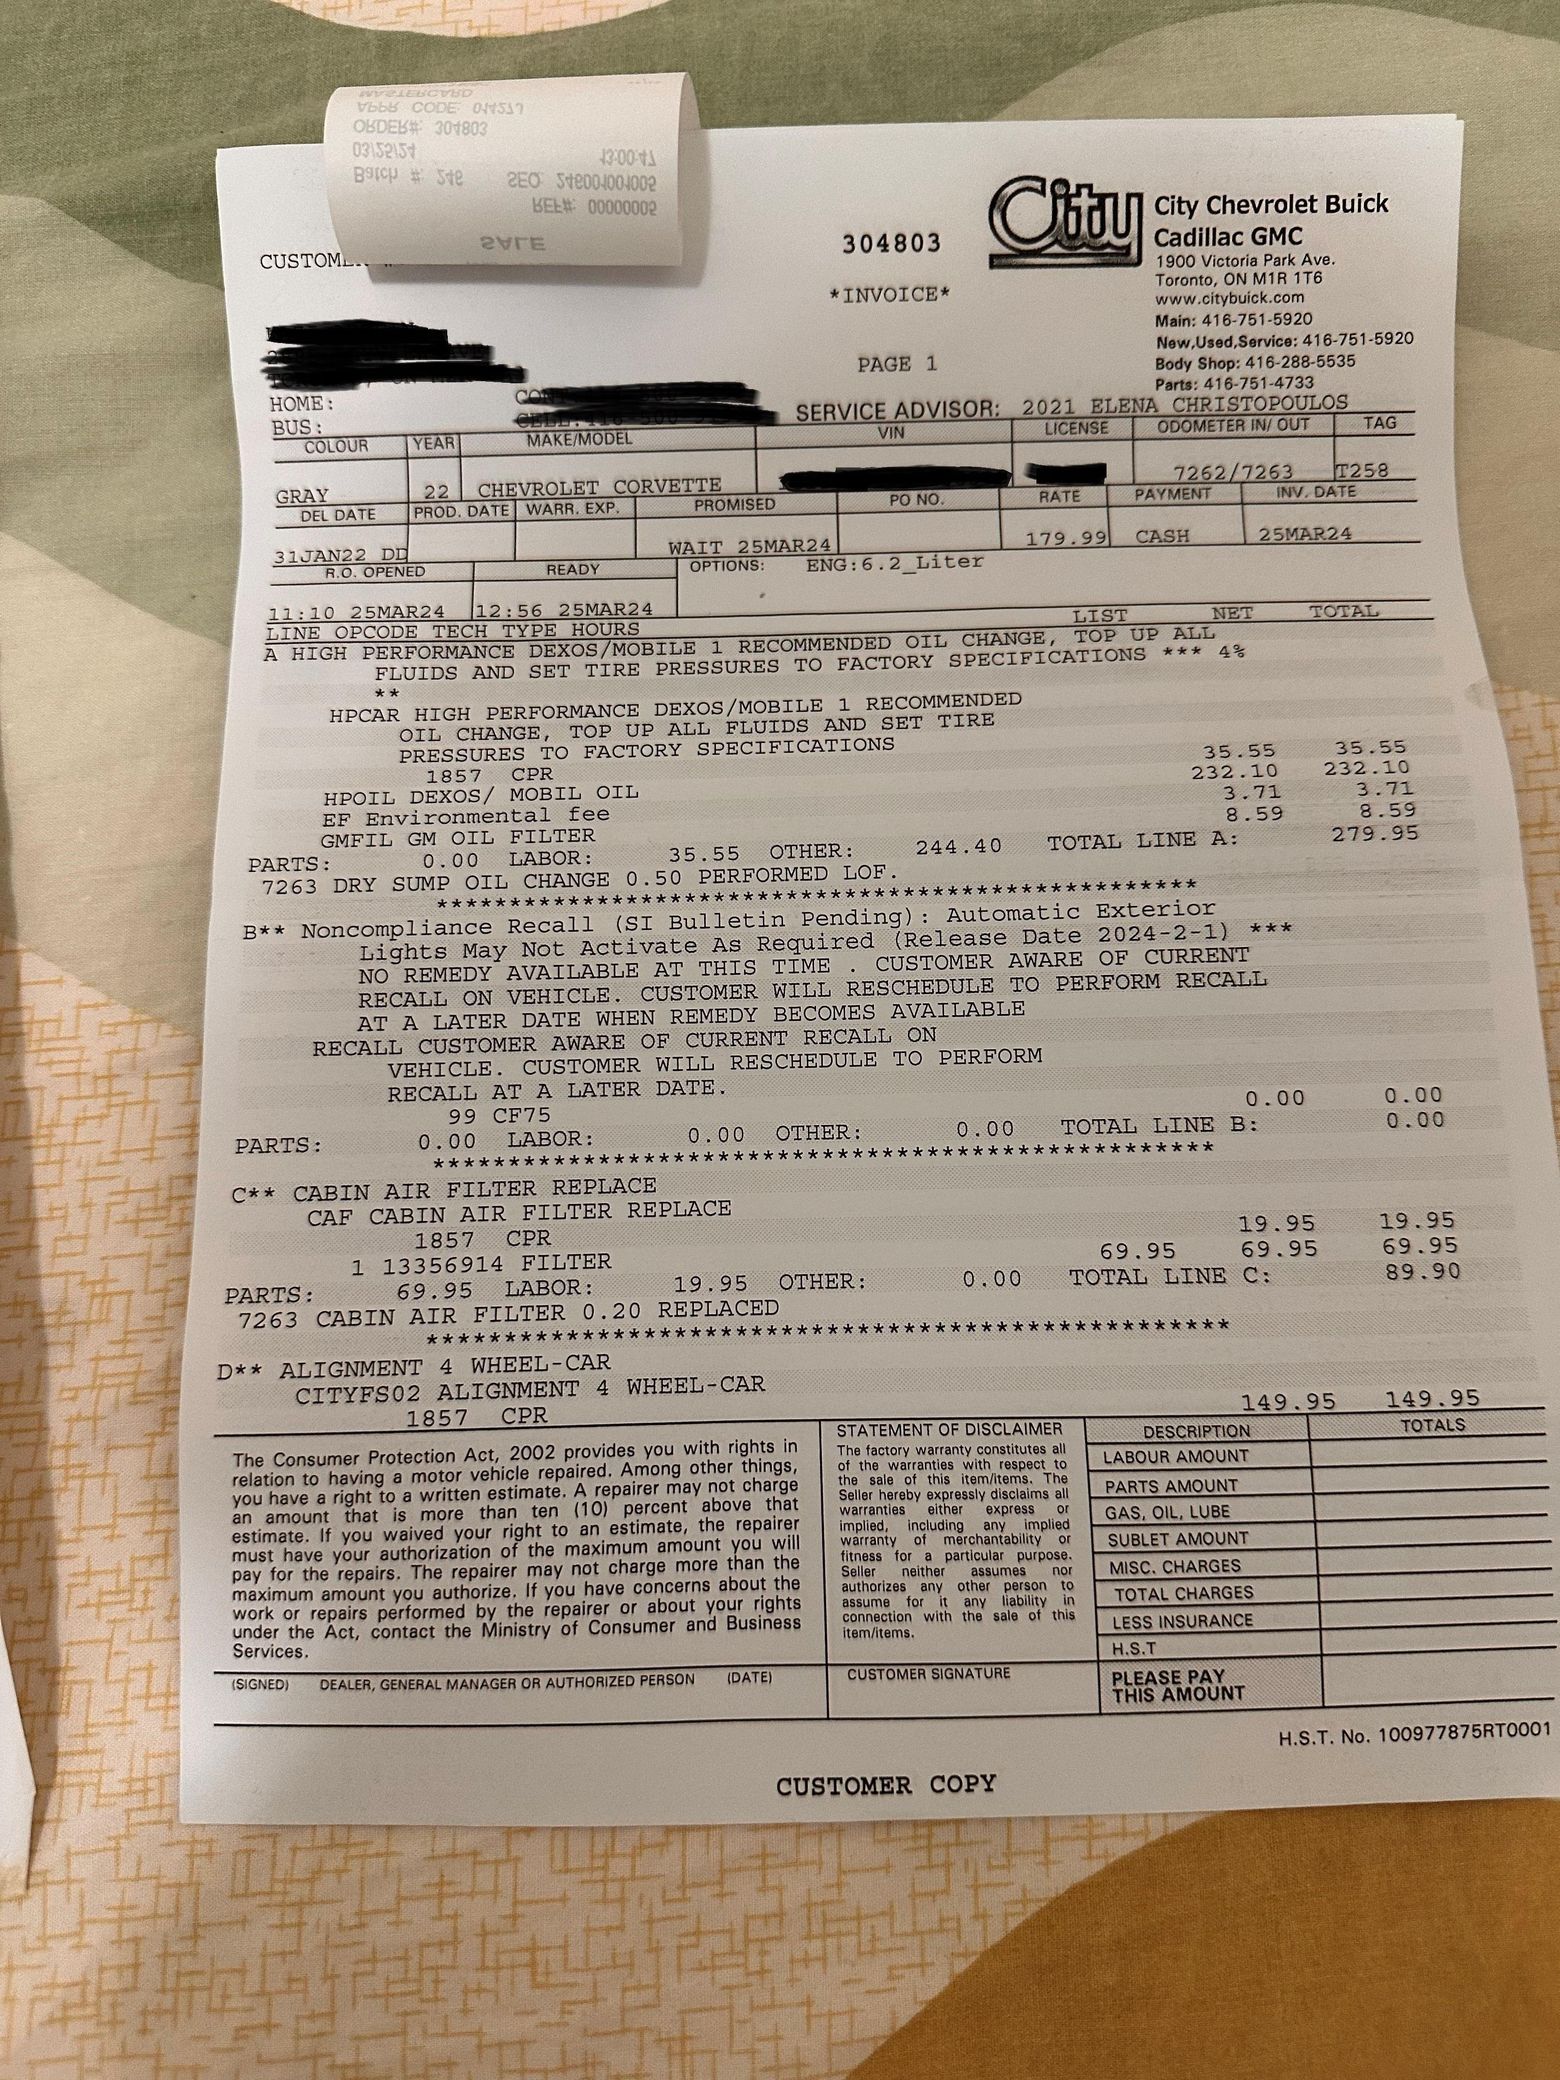 MASTERCARD
APPR CODE: 01427J
ORDER#: 304803
03/25/24 13:00:47
Batch #: 246 SEQ: 246001001005
REF#: 00000005
SALE
304803
*INVOICE*
PAGE 1
City
City Chevrolet Buick
Cadillac GMC
1900 Victoria Park Ave.
Toronto, ON M1R 1T6
www.citybuick.com
Main: 416-751-5920
New,Used,Service: 416-751-5920
Body Shop: 416-288-5535
Parts: 416-751-4733
HOME:
BUS:
SERVICE ADVISOR: 2021 ELENA CHRISTOPOULOS
COLOUR YEAR MAKE/MODEL VIN LICENSE ODOMETER IN/ OUT TAG
GRAY 22 CHEVROLET CORVETTE 7262/7263 T258
DEL DATE PROD. DATE WARR. EXP. PROMISED PO NO. RATE PAYMENT INV. DATE
31JAN22 DD WAIT 25MAR24 179.99 CASH 25MAR24
R.O. OPENED READY OPTIONS: ENG:6.2_Liter
11:10 25MAR24 12:56 25MAR24
LINE OPCODE TECH TYPE HOURS LIST NET TOTAL
A HIGH PERFORMANCE DEXOS/MOBILE 1 RECOMMENDED OIL CHANGE, TOP UP ALL
FLUIDS AND SET TIRE PRESSURES TO FACTORY SPECIFICATIONS *** 4%
**
HPCAR HIGH PERFORMANCE DEXOS/MOBILE 1 RECOMMENDED
OIL CHANGE, TOP UP ALL FLUIDS AND SET TIRE
PRESSURES TO FACTORY SPECIFICATIONS
1857 CPR 35.55 35.55
HPOIL DEXOS/ MOBIL OIL 232.10 232.10
EF Environmental fee 3.71 3.71
GMFIL GM OIL FILTER 8.59 8.59
PARTS: 0.00 LABOR: 35.55 OTHER: 244.40 TOTAL LINE A: 279.95
7263 DRY SUMP OIL CHANGE 0.50 PERFORMED LOF.
****************************************************
B** Noncompliance Recall (SI Bulletin Pending): Automatic Exterior
Lights May Not Activate As Required (Release Date 2024-2-1) ***
NO REMEDY AVAILABLE AT THIS TIME . CUSTOMER AWARE OF CURRENT
RECALL ON VEHICLE. CUSTOMER WILL RESCHEDULE TO PERFORM RECALL
AT A LATER DATE WHEN REMEDY BECOMES AVAILABLE
RECALL CUSTOMER AWARE OF CURRENT RECALL ON
VEHICLE. CUSTOMER WILL RESCHEDULE TO PERFORM
RECALL AT A LATER DATE.
99 CF75 0.00 0.00
PARTS: 0.00 LABOR: 0.00 OTHER: 0.00 TOTAL LINE B: 0.00
****************************************************
C** CABIN AIR FILTER REPLACE
CAF CABIN AIR FILTER REPLACE
1857 CPR 19.95 19.95
1 13356914 FILTER 69.95 69.95 69.95
PARTS: 69.95 LABOR: 19.95 OTHER: 0.00 TOTAL LINE C: 89.90
7263 CABIN AIR FILTER 0.20 REPLACED
****************************************************
D** ALIGNMENT 4 WHEEL-CAR
CITYFS02 ALIGNMENT 4 WHEEL-CAR
1857 CPR 149.95 149.95
The Consumer Protection Act, 2002 provides you with rights in
relation to having a motor vehicle repaired. Among other things,
you have a right to a written estimate. A repairer may not charge
an amount that is more than ten (10) percent above that
estimate. If you waived your right to an estimate, the repairer
must have your authorization of the maximum amount you will
pay for the repairs. The repairer may not charge more than the
maximum amount you authorize. If you have concerns about the
work or repairs performed by the repairer or about your rights
under the Act, contact the Ministry of Consumer and Business
Services.
(SIGNED) DEALER, GENERAL MANAGER OR AUTHORIZED PERSON (DATE)
STATEMENT OF DISCLAIMER
The factory warranty constitutes all
of the warranties with respect to
the sale of this item/items. The
Seller hereby expressly disclaims all
warranties either express or
implied, including any implied
warranty of merchantability or
fitness for a particular purpose.
Seller neither assumes nor
authorizes any other person to
assume for it any liability in
connection with the sale of this
item/items.
CUSTOMER SIGNATURE
DESCRIPTION TOTALS
LABOUR AMOUNT
PARTS AMOUNT
GAS, OIL, LUBE
SUBLET AMOUNT
MISC. CHARGES
TOTAL CHARGES
LESS INSURANCE
H.S.T
PLEASE PAY
THIS AMOUNT
H.S.T. No. 100977875RT0001
CUSTOMER COPY